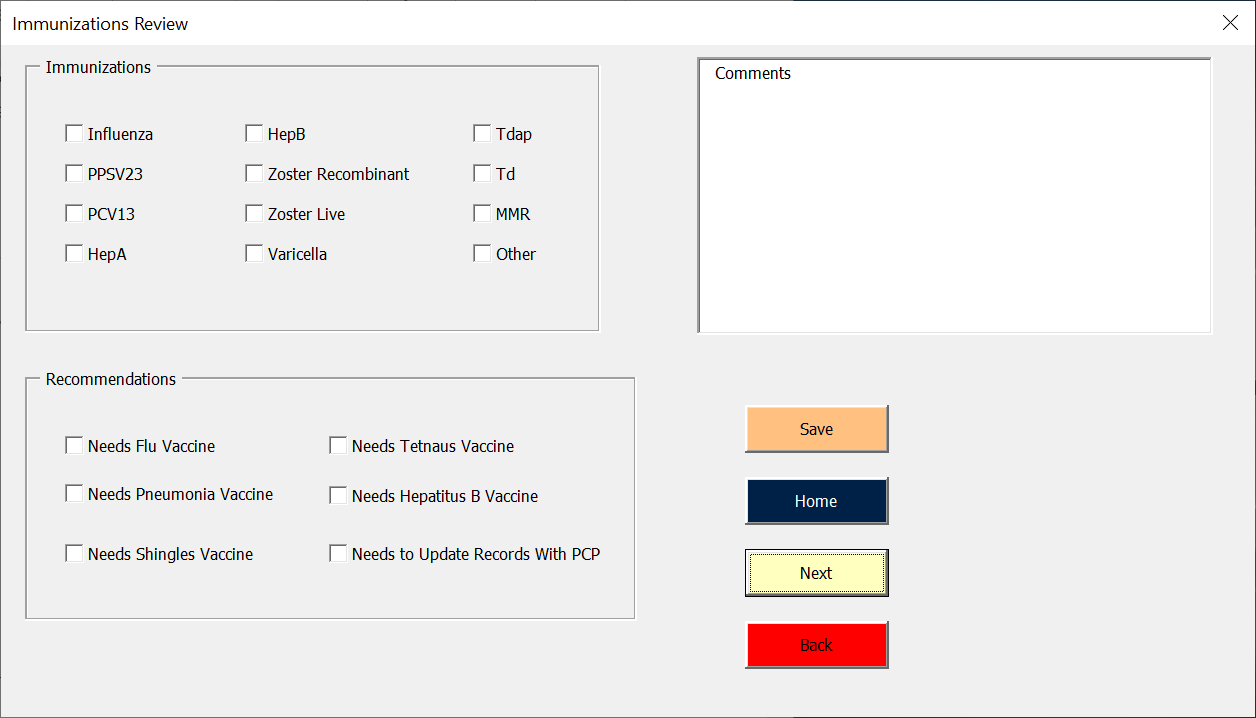 Immunizations Review
Immunizations
Influenza
HepB
Tdap
PPSV23
Zoster Recombinant
Td
PCV13
Zoster Live
MMR
HepA
Varicella
Other
Comments
Recommendations
Needs Flu Vaccine
Needs Tetnaus Vaccine
Needs Pneumonia Vaccine
Needs Hepatitus B Vaccine
Needs Shingles Vaccine
Needs to Update Records With PCP
Save
Home
Next
Back